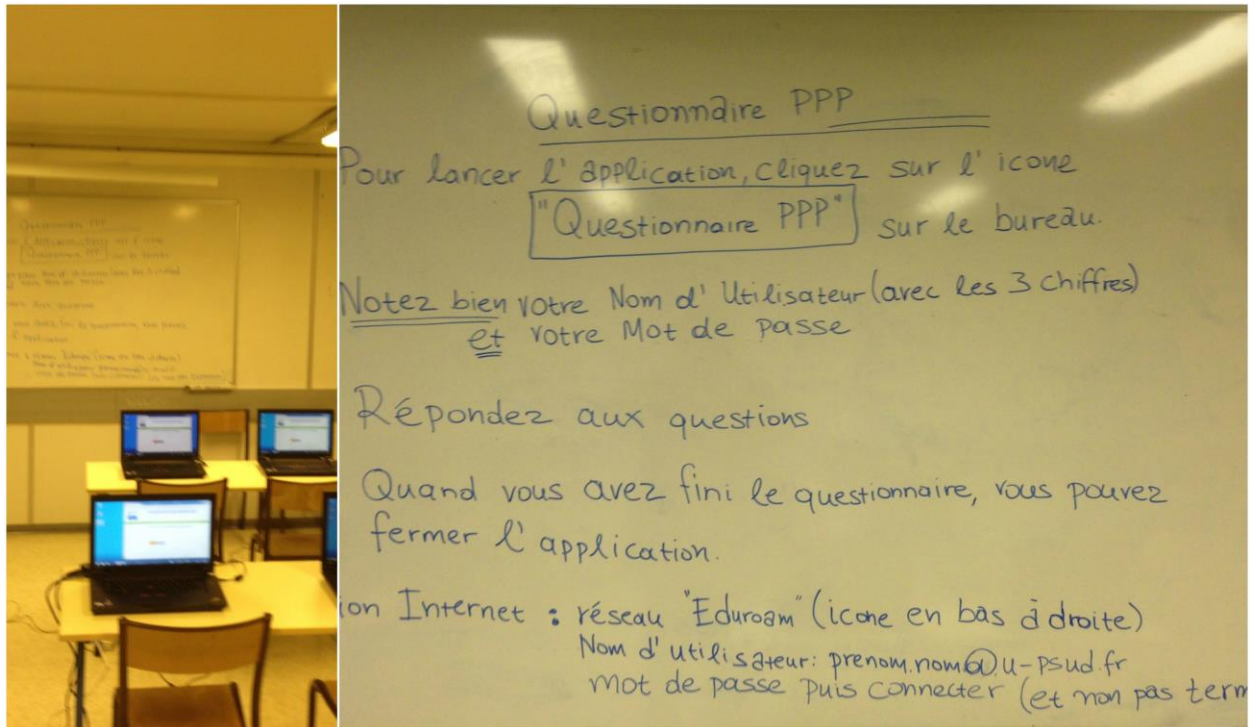 Questionnaire PPP
Pour lancer l'application, cliquez sur l'icone
"Questionnaire PPP" sur le bureau.
Notez bien votre Nom d'Utilisateur (avec les 3 chiffres)
et votre Mot de passe
Répondez aux questions
Quand vous avez fini le questionnaire, vous pouvez
fermer l'application.
ion Internet : réseau "Eduroam" (icone en bas à droite)
Nom d'utilisateur: prenom.nom@u-psud.fr
mot de passe puis connecter (et non pas term